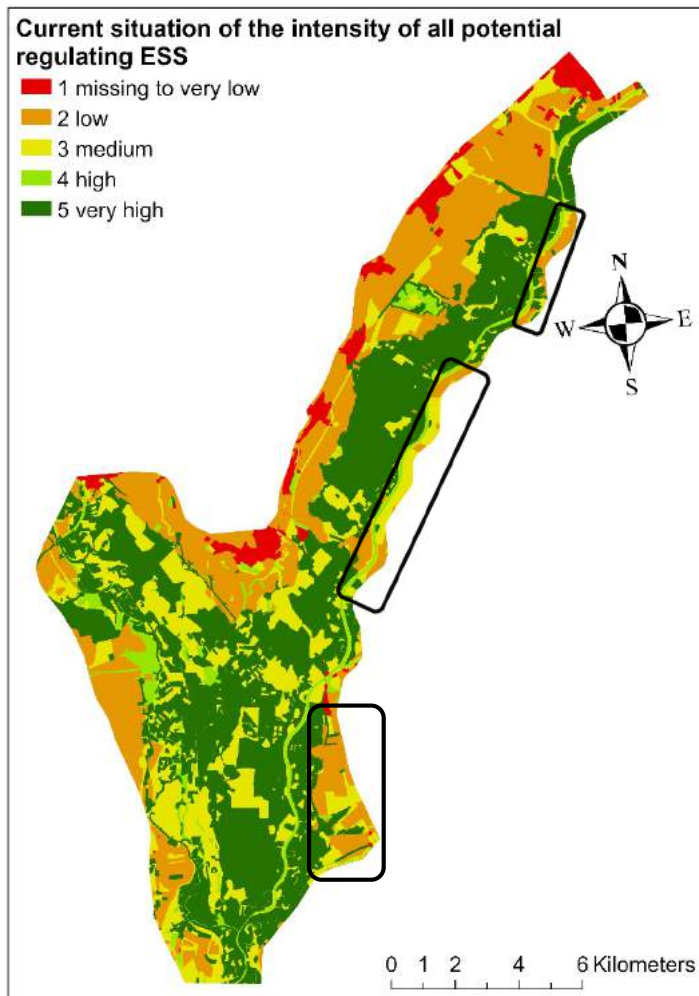 Current situation of the intensity of all potential
regulating ESS
1 missing to very low
2 low
3 medium
4 high
5 very high
N
W E
S
0 1 2 4 6 Kilometers